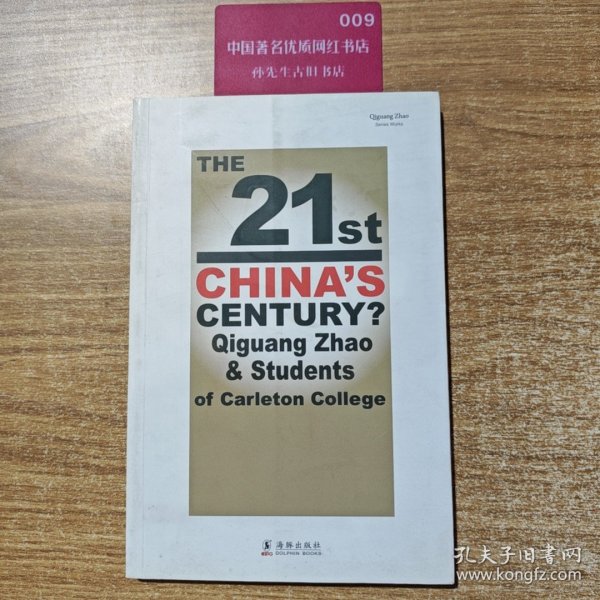 009
中国著名优质网红书店
孙先生古旧书店
Qiguang Zhao
Series Works
THE
21st
CHINA'S
CENTURY?
Qiguang Zhao
& Students
of Carleton College
海豚出版社
DOLPHIN BOOKS
孔夫子旧书网
www.kongfz.com